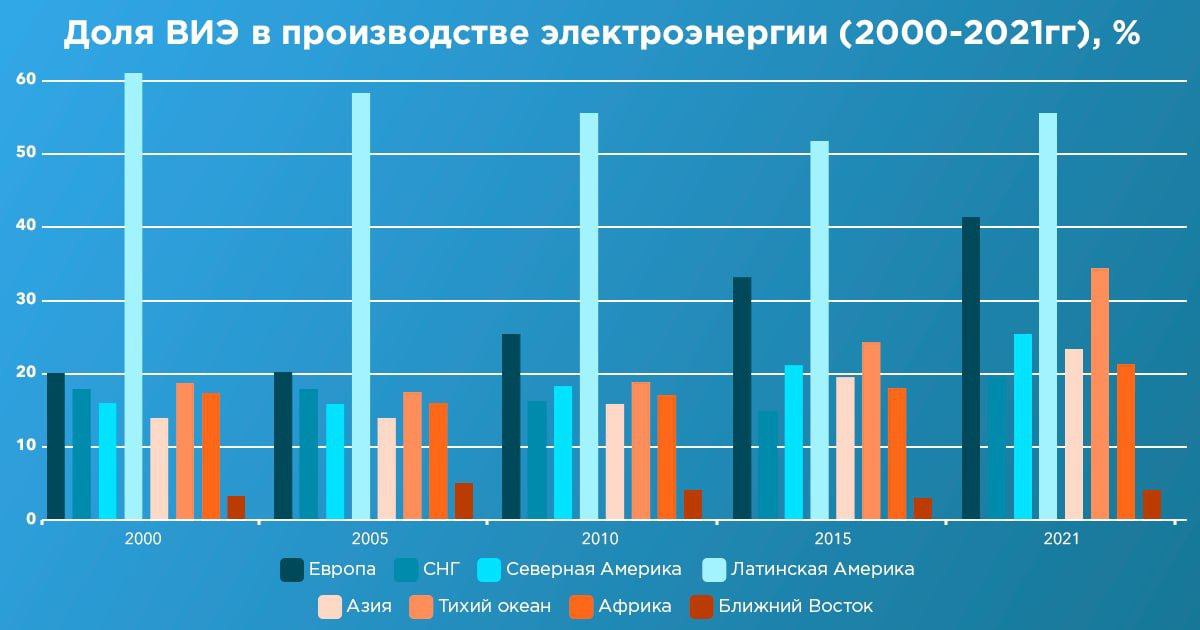 Доля ВИЭ в производстве электроэнергии (2000-2021гг), %
60
50
40
30
20
10
0
2000 2005 2010 2015 2021
Европа СНГ Северная Америка Латинская Америка
Азия Тихий океан Африка Ближний Восток